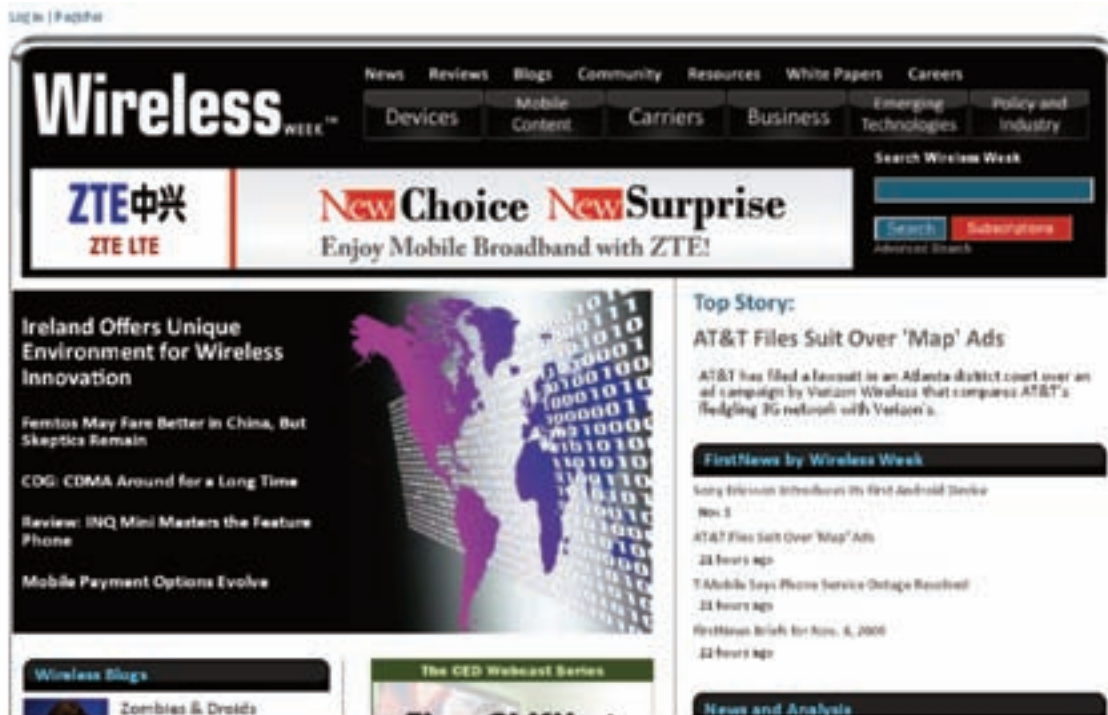 Log In | Register
Wireless WEEK™
News Reviews Blogs Community Resources White Papers Careers
Devices
Mobile
Content
Carriers
Business
Emerging
Technologies
Policy and
Industry
Search Wireless Week
Search
Subscriptions
Advanced Search
ZTE中兴
ZTE LTE
New Choice New Surprise
Enjoy Mobile Broadband with ZTE!
Ireland Offers Unique
Environment for Wireless
Innovation
Femtos May Fare Better in China, But
Skeptics Remain
CDG: CDMA Around for a Long Time
Review: INQ Mini Masters the Feature
Phone
Mobile Payment Options Evolve
Top Story:
AT&T Files Suit Over 'Map' Ads
AT&T has filed a lawsuit in an Atlanta district court over an
ad campaign by Verizon Wireless that compares AT&T's
fledgling 3G network with Verizon's.
FirstNews by Wireless Week
Sony Ericsson Introduces Its First Android Device
Nov.
AT&T Files Suit Over 'Map' Ads
21 hours ago
T-Mobile Says Phone Service Outage Resolved
21 hours ago
FirstNews Briefs for Nov. 4, 2009
22 hours ago
Wireless Blogs
Zombies & Droids
The CED Webcast Series
News and Analysis